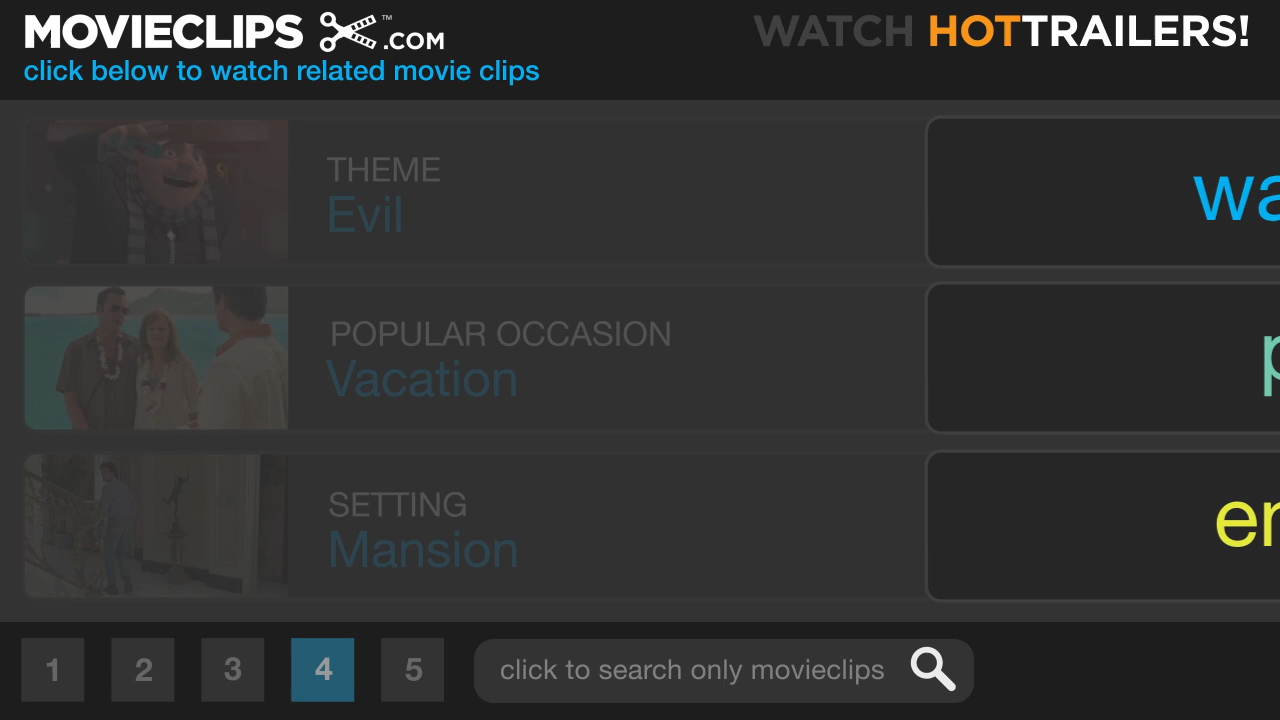 MOVIECLIPS ™ .COM
WATCH HOTTRAILERS!
click below to watch related movie clips
THEME
Evil
wa
POPULAR OCCASION
Vacation
p
SETTING
Mansion
en
1 2 3 4 5 click to search only movieclips